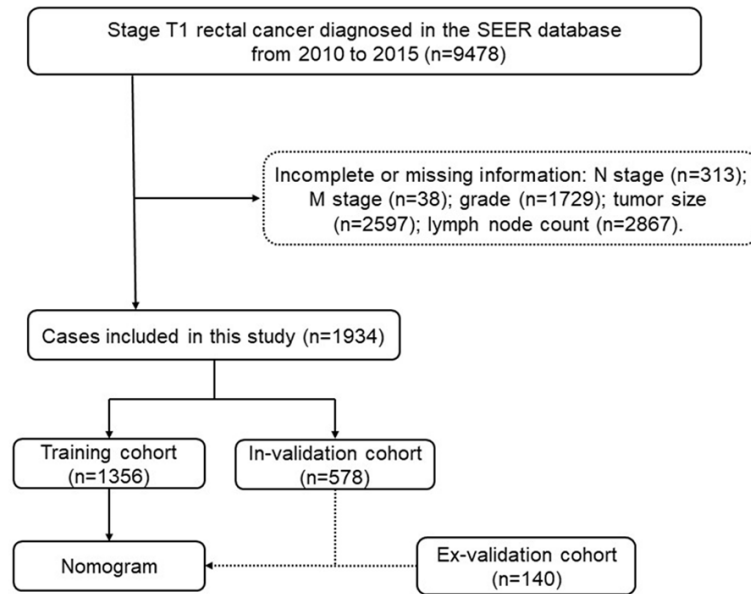 Stage T1 rectal cancer diagnosed in the SEER database
from 2010 to 2015 (n=9478)
Incomplete or missing information: N stage (n=313);
M stage (n=38); grade (n=1729); tumor size
(n=2597); lymph node count (n=2867).
Cases included in this study (n=1934)
Training cohort
(n=1356)
In-validation cohort
(n=578)
Nomogram
Ex-validation cohort
(n=140)